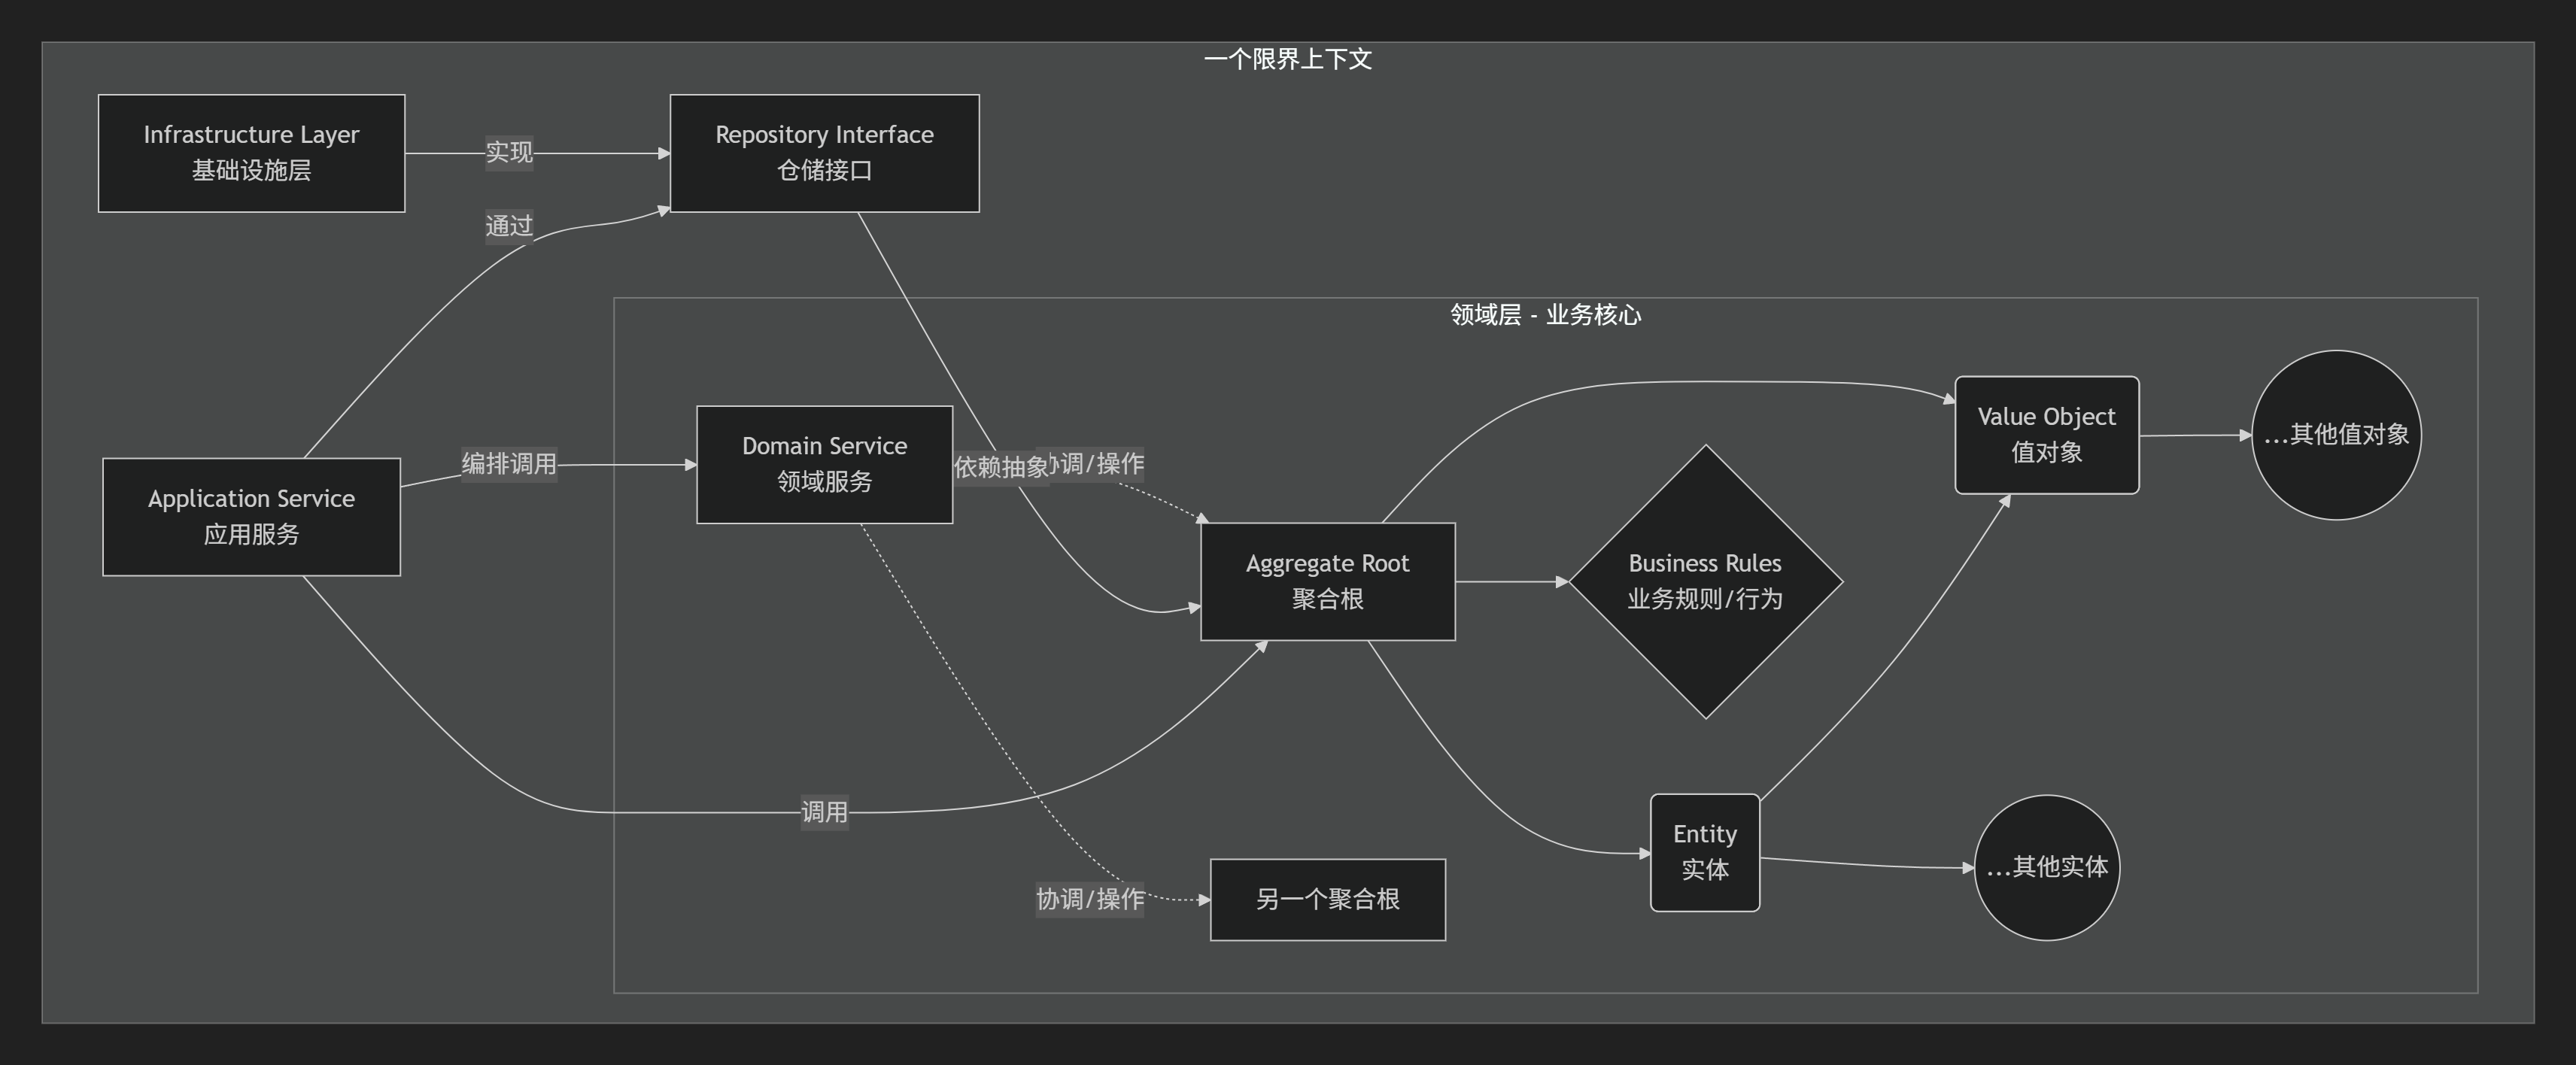 一个限界上下文
Infrastructure Layer
基础设施层
实现
Repository Interface
仓储接口
通过
领域层 - 业务核心
Application Service
应用服务
编排调用
Domain Service
领域服务
依赖抽象
调/操作
Aggregate Root
聚合根
Business Rules
业务规则/行为
Value Object
值对象
...其他值对象
调用
协调/操作
另一个聚合根
Entity
实体
...其他实体